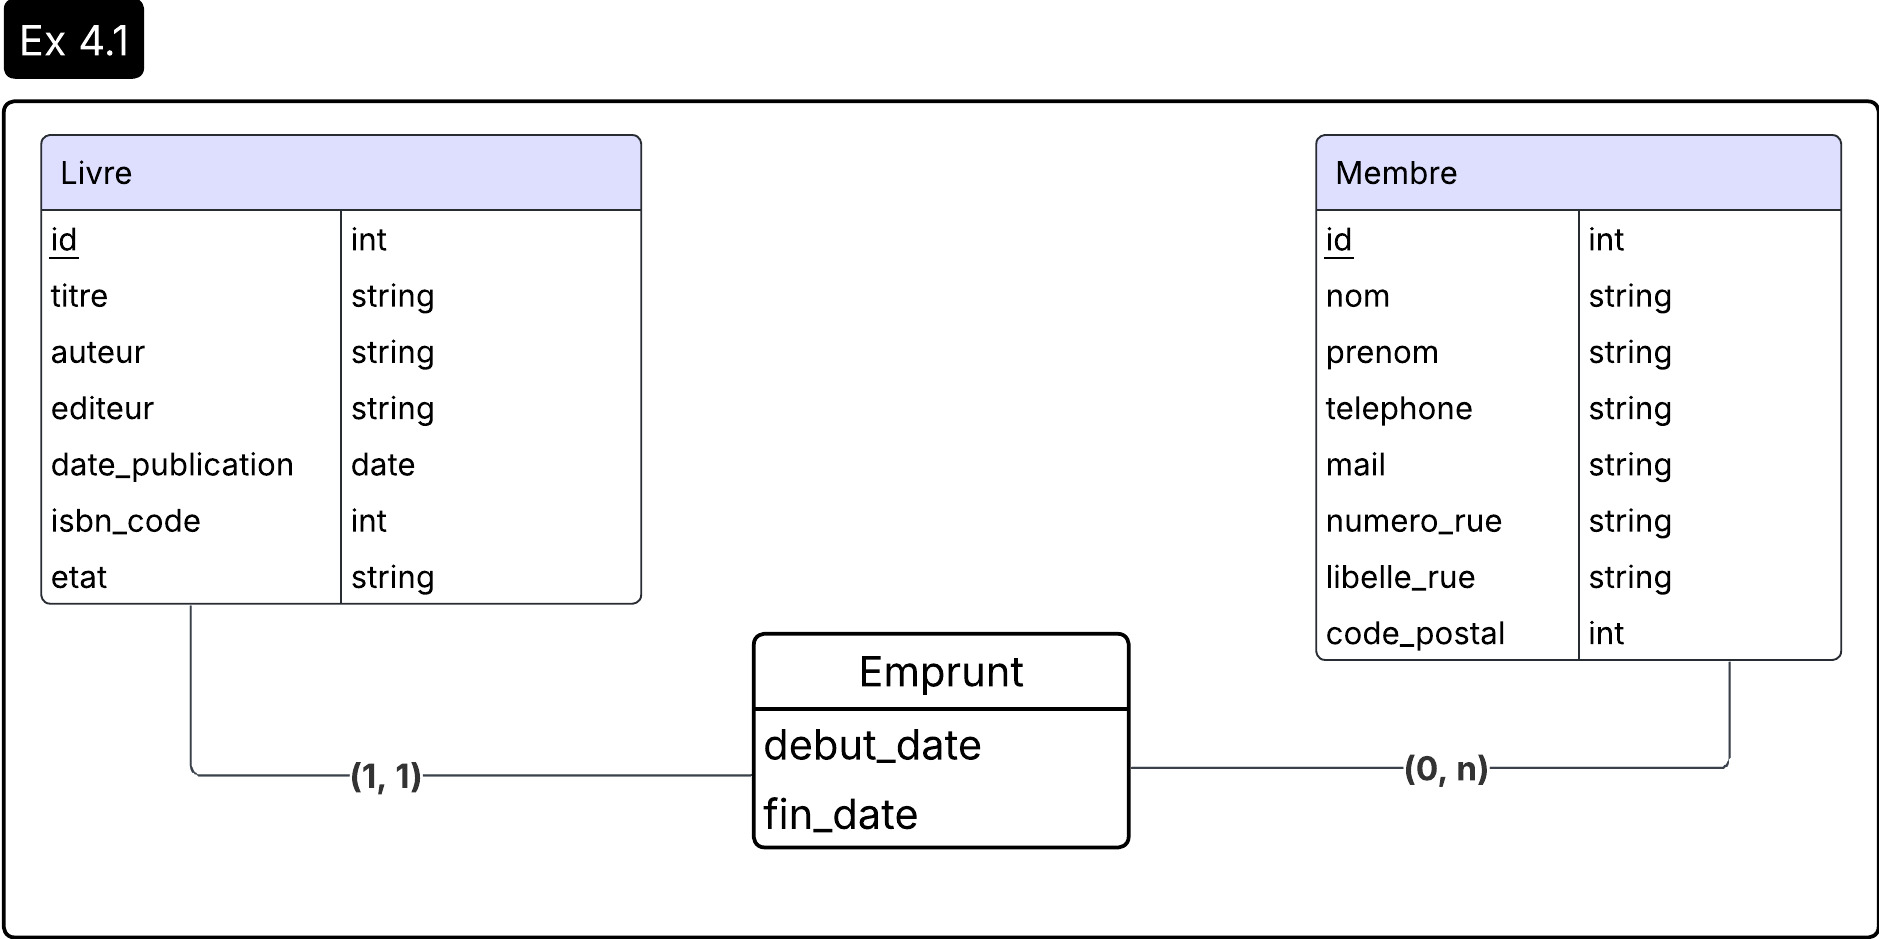 Ex 4.1
Livre
id int
titre string
auteur string
editeur string
date_publication date
isbn_code int
etat string
Membre
id int
nom string
prenom string
telephone string
mail string
numero_rue string
libelle_rue string
code_postal int
Emprunt
debut_date
fin_date
(1, 1)
(0, n)